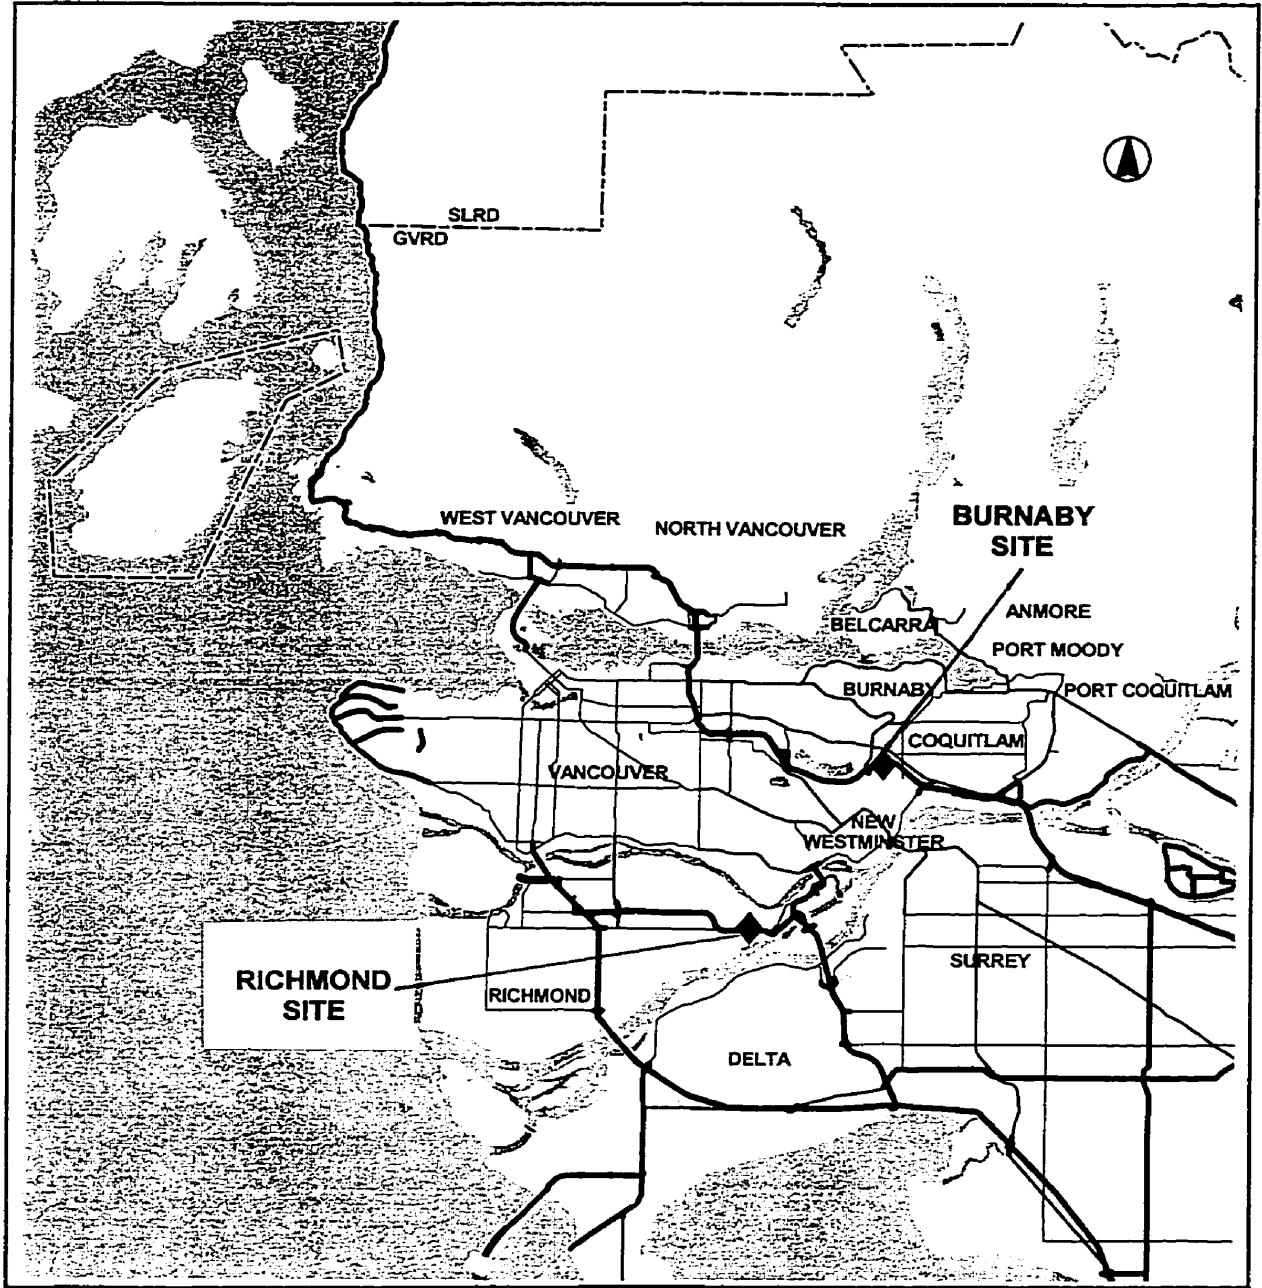 SLRD
GVRD
WEST VANCOUVER
NORTH VANCOUVER
BURNABY
SITE
ANMORE
BELCARRA
PORT MOODY
BURNABY
PORT COQUITLAM
COQUITLAM
VANCOUVER
NEW
WESTMINSTER
RICHMOND
SITE
SURREY
RICHMOND
DELTA